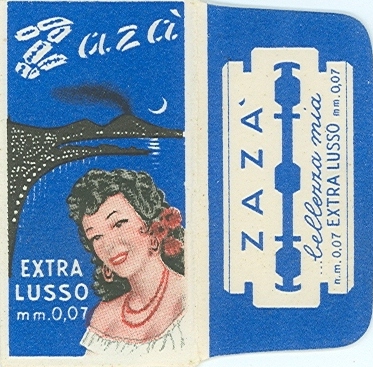 Zazà
EXTRA
LUSSO
mm.0,07
ZAZÀ
...bellezza mia
n.m. 0,07 EXTRA LUSSO mm.0,07